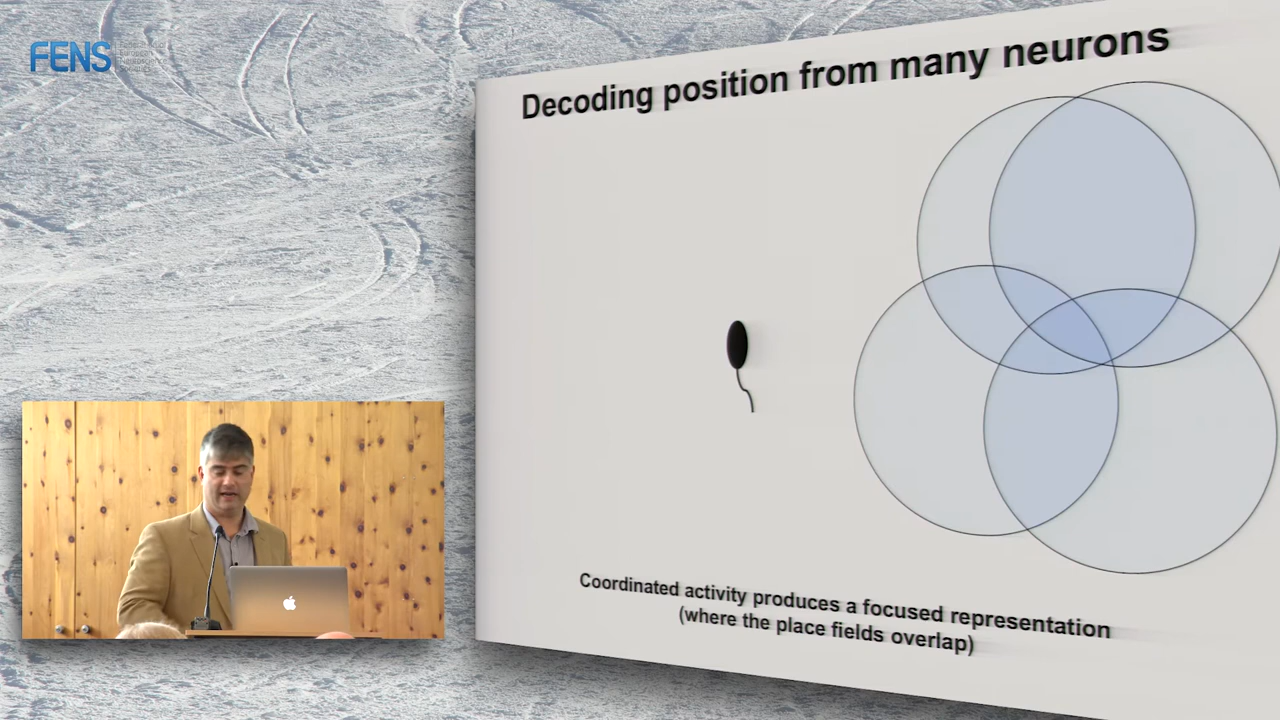 FENS
Decoding position from many neurons
Coordinated activity produces a focused representation
(where the place fields overlap)